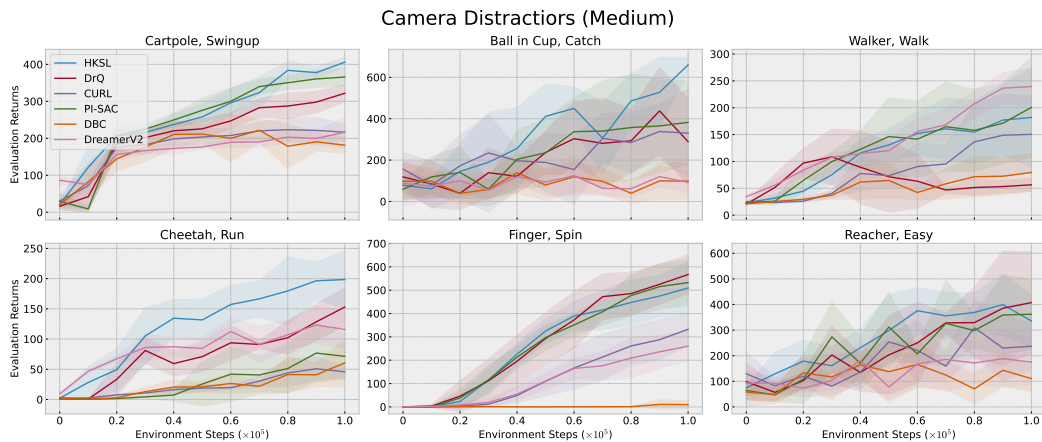 Camera Distractiors (Medium)
Cartpole, Swingup
Ball in Cup, Catch
Walker, Walk
Evaluation Returns
400
300
200
100
0
HKSL
DrQ
CURL
PI-SAC
DBC
DreamerV2
600
400
200
0
300
250
200
150
100
50
0
Cheetah, Run
Finger, Spin
Reacher, Easy
Evaluation Returns
250
200
150
100
50
0
0 0.2 0.4 0.6 0.8 1.0
Environment Steps (×10⁵)
700
600
500
400
300
200
100
0
0 0.2 0.4 0.6 0.8 1.0
Environment Steps (×10⁵)
700
600
500
400
300
200
100
0
0 0.2 0.4 0.6 0.8 1.0
Environment Steps (×10⁵)